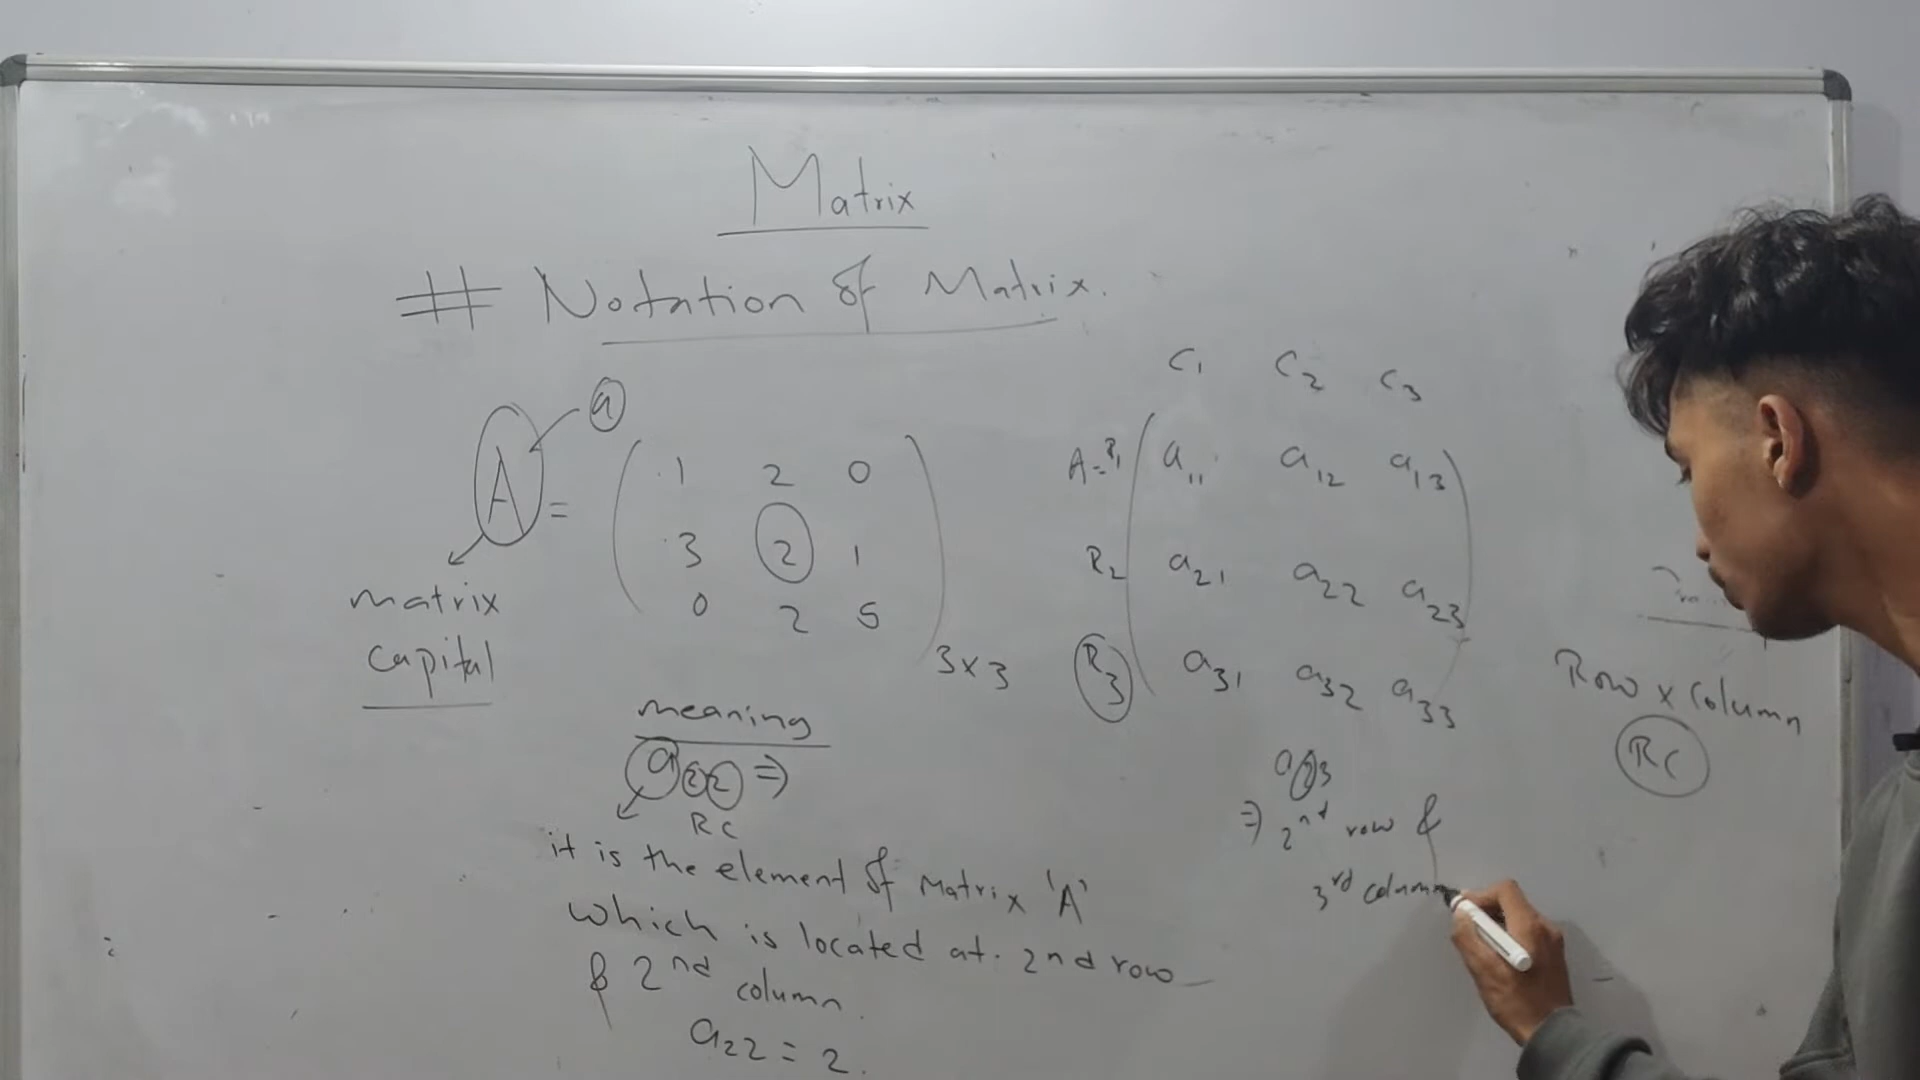 Matrix
# Notation of Matrix.
a
A = 1 2 0
3 2 1
0 2 5
3 x 3
matrix
capital
C1 C2 C3
A = R1 a11 a12 a13
R2 a21 a22 a23
R3 a31 a32 a33
Row x Column
RC
meaning
a22 ⇒
RC
it is the element of Matrix 'A'
which is located at. 2nd row
& 2nd column.
a22 = 2.
a23
⇒ 2nd row &
3rd column